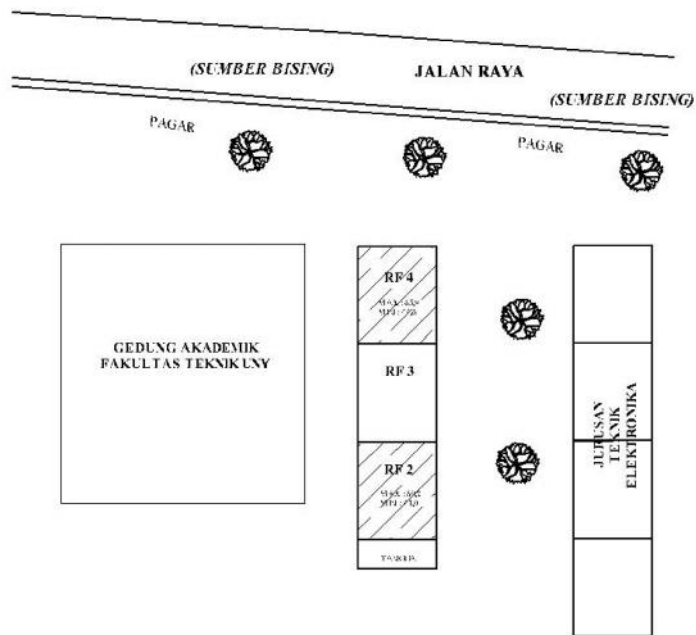 (SUMBER BISING)
JALAN RAYA
(SUMBER BISING)
PAGAR
PAGAR
RF 4
GEDUNG AKADEMIK
FAKULTAS TEKNIK UNY
RF 3
RF 2
JURUSAN
TEKNIK
ELEKTRONIKA